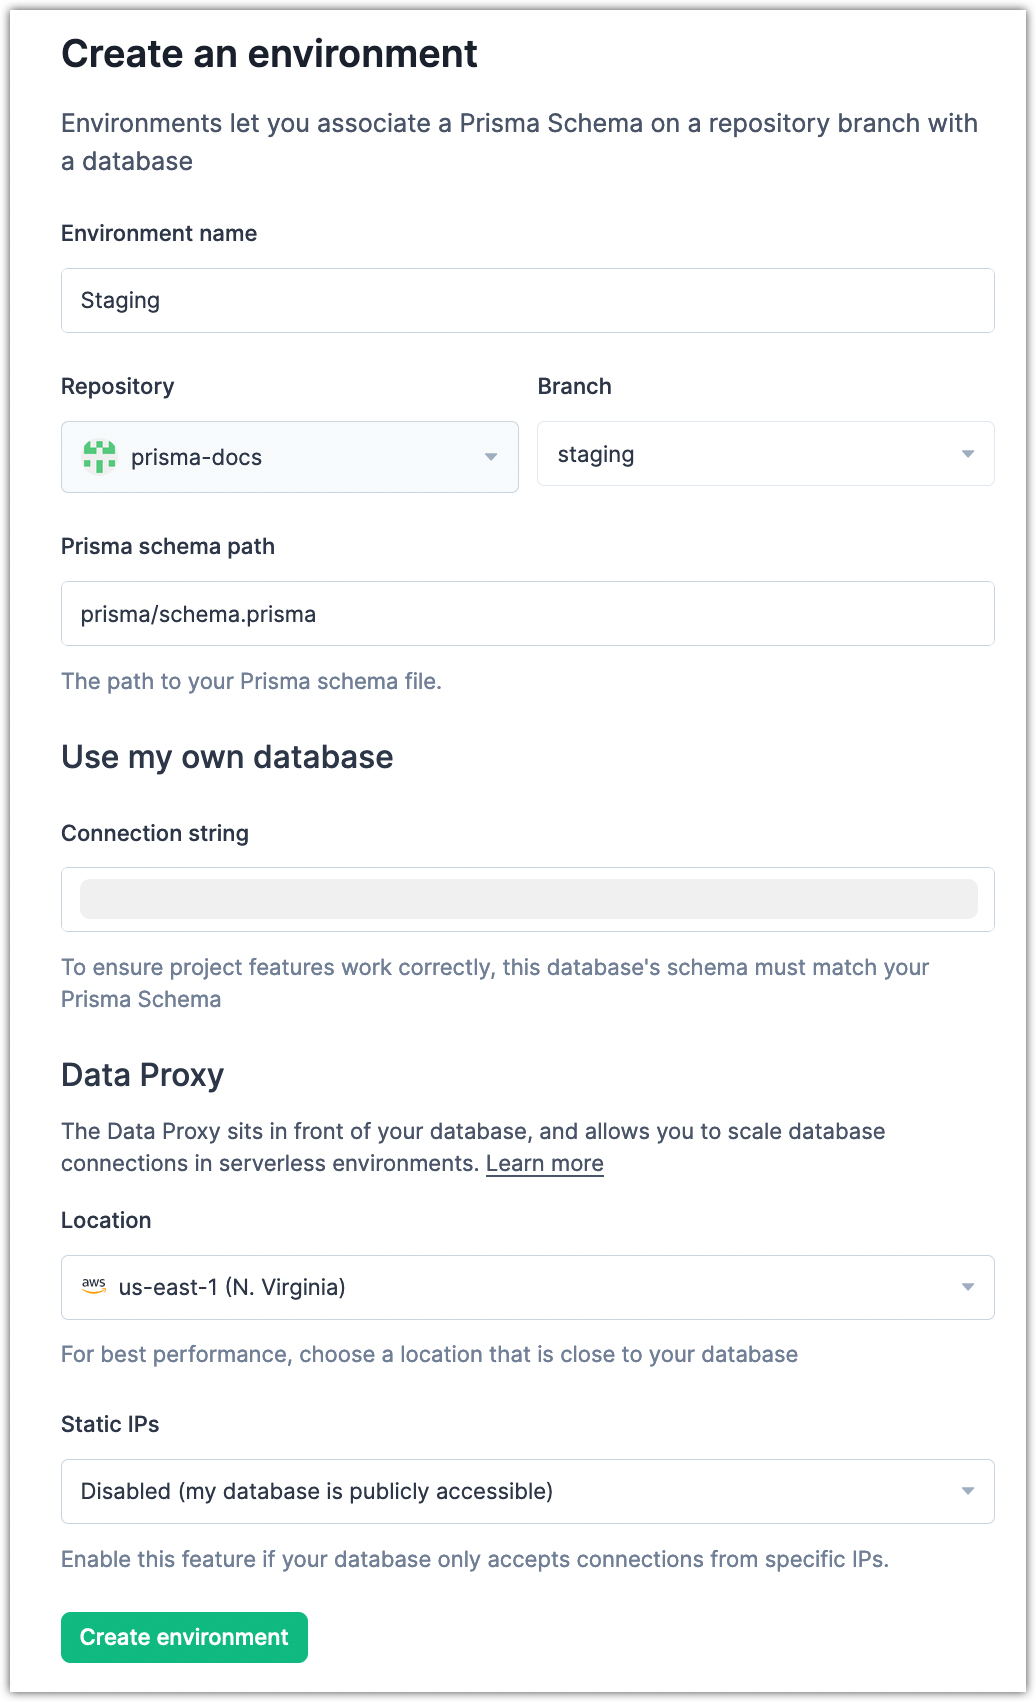 Create an environment
Environments let you associate a Prisma Schema on a repository branch with
a database
Environment name
Staging
Repository
Branch
prisma-docs
staging
Prisma schema path
prisma/schema.prisma
The path to your Prisma schema file.
Use my own database
Connection string
To ensure project features work correctly, this database's schema must match your
Prisma Schema
Data Proxy
The Data Proxy sits in front of your database, and allows you to scale database
connections in serverless environments. Learn more
Location
aws us-east-1 (N. Virginia)
For best performance, choose a location that is close to your database
Static IPs
Disabled (my database is publicly accessible)
Enable this feature if your database only accepts connections from specific IPs.
Create environment